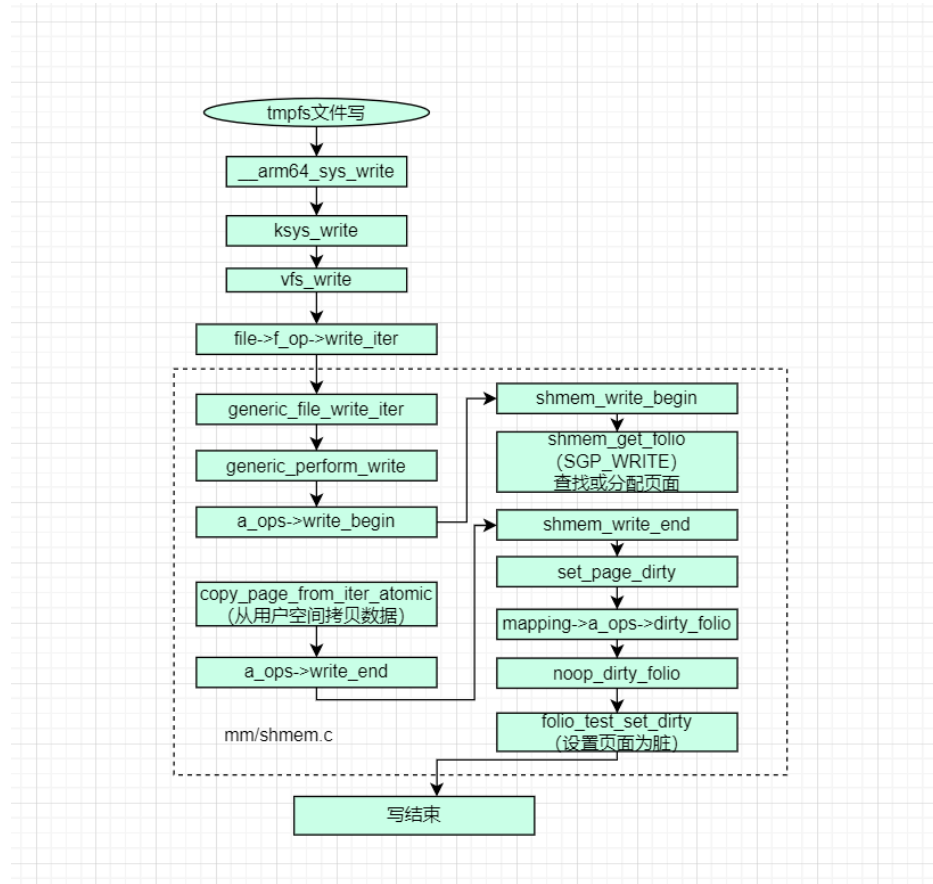 tmpfs文件写
__arm64_sys_write
ksys_write
vfs_write
file->f_op->write_iter
generic_file_write_iter
generic_perform_write
a_ops->write_begin
shmem_write_begin
shmem_get_folio
（SGP_WRITE）
查找或分配页面
copy_page_from_iter_atomic
（从用户空间拷贝数据）
a_ops->write_end
shmem_write_end
set_page_dirty
mapping->a_ops->dirty_folio
noop_dirty_folio
folio_test_set_dirty
（设置页面为脏）
mm/shmem.c
写结束